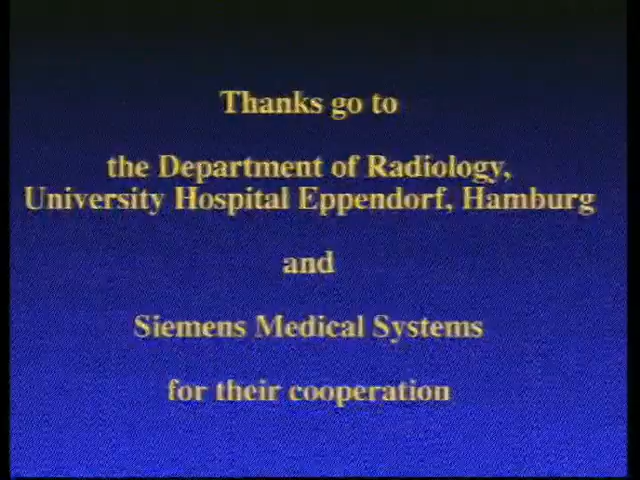 Thanks go to
the Department of Radiology,
University Hospital Eppendorf, Hamburg
and
Siemens Medical Systems
for their cooperation